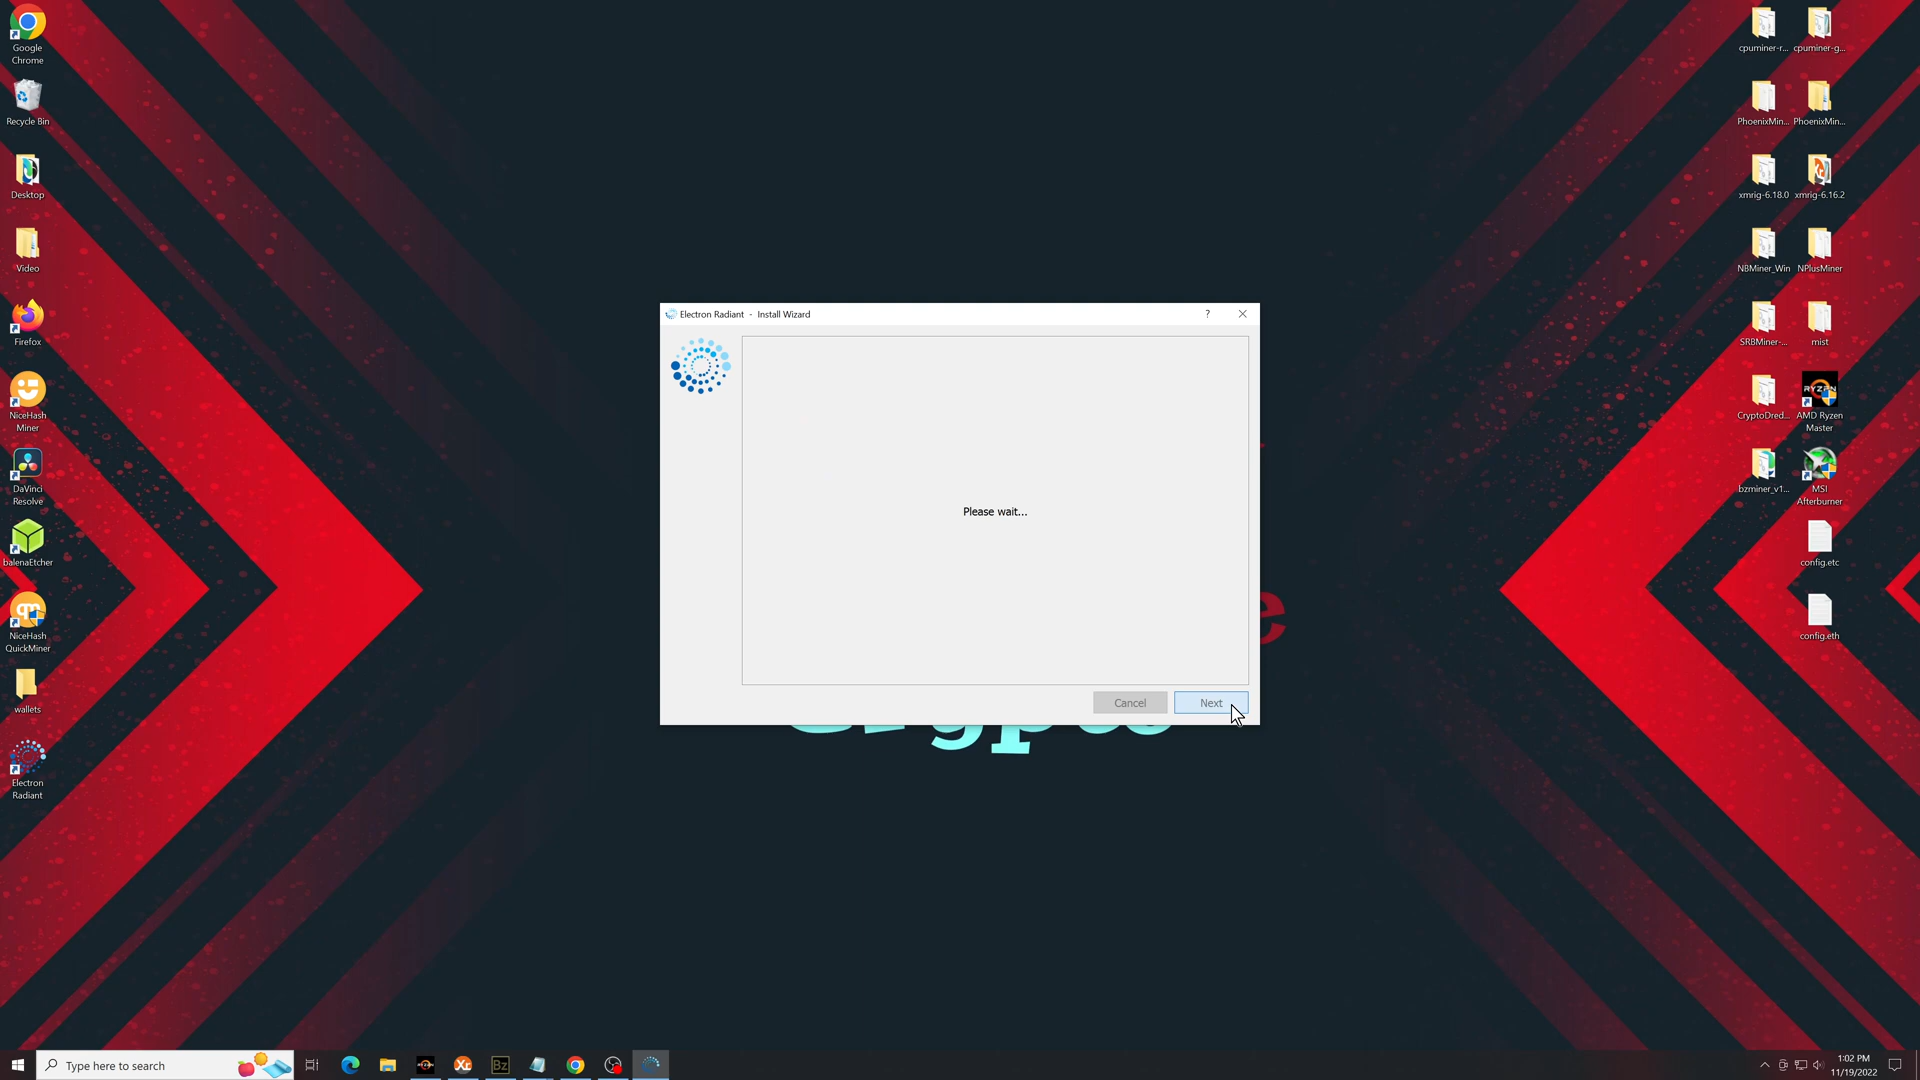 Google
Chrome
Recycle Bin
Desktop
Video
Firefox
NiceHash
Miner
DaVinci
Resolve
balenaEtcher
NiceHash
QuickMiner
wallets
Electron
Radiant
Electron Radiant - Install Wizard
?
Please wait...
Cancel
Next
cpuminer-r...
cpuminer-g...
PhoenixMin...
PhoenixMin...
xmrig-6.18.0
xmrig-6.16.2
NBMiner_Win
NPlusMiner
SRBMiner-...
mist
CryptoDred...
RYZEN
AMD Ryzen
Master
bzminer_v1...
MSI
Afterburner
config.etc
config.eth
Type here to search
Bz
1:02 PM
11/19/2022